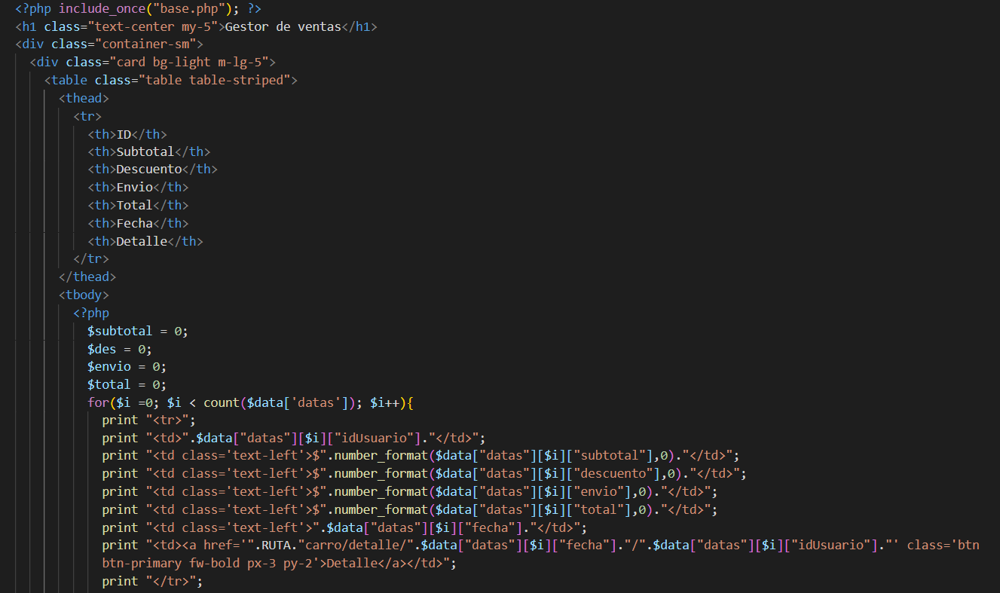 <?php include_once("base.php"); ?>
<h1 class="text-center my-5">Gestor de ventas</h1>
<div class="container-sm">
<div class="card bg-light m-lg-5">
<table class="table table-striped">
<thead>
<tr>
<th>ID</th>
<th>Subtotal</th>
<th>Descuento</th>
<th>Envio</th>
<th>Total</th>
<th>Fecha</th>
<th>Detalle</th>
</tr>
</thead>
<tbody>
<?php
$subtotal = 0;
$des = 0;
$envio = 0;
$total = 0;
for($i =0; $i < count($data['datas']); $i++){
print "<tr>";
print "<td>".$data["datas"][$i]["idUsuario"]."</td>";
print "<td class='text-left'>$".number_format($data["datas"][$i]["subtotal"],0)."</td>";
print "<td class='text-left'>$".number_format($data["datas"][$i]["descuento"],0)."</td>";
print "<td class='text-left'>$".number_format($data["datas"][$i]["envio"],0)."</td>";
print "<td class='text-left'>$".number_format($data["datas"][$i]["total"],0)."</td>";
print "<td class='text-left'>".$data["datas"][$i]["fecha"]."</td>";
print "<td><a href='".RUTA."carro/detalle/".$data["datas"][$i]["fecha"]."/".$data["datas"][$i]["idUsuario"]."' class='btn
btn-primary fw-bold px-3 py-2'>Detalle</a></td>";
print "</tr>";